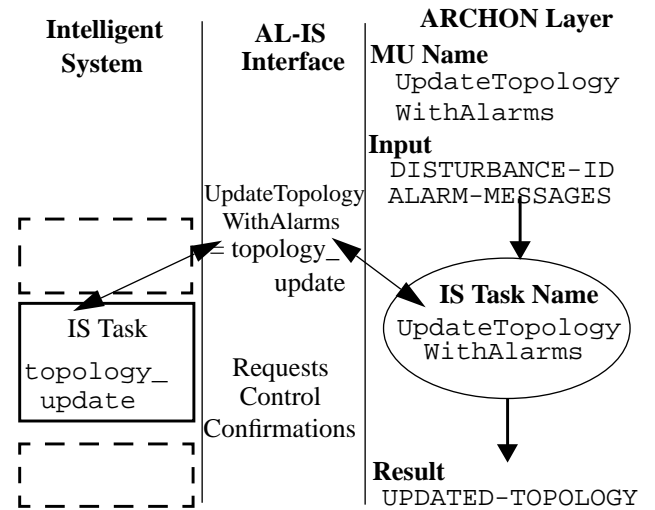 Intelligent
System
AL-IS
Interface
ARCHON Layer
MU Name
UpdateTopology
WithAlarms
Input
DISTURBANCE-ID
ALARM-MESSAGES
UpdateTopology
WithAlarms
= topology_
update
IS Task
topology_
update
Requests
Control
Confirmations
IS Task Name
UpdateTopology
WithAlarms
Result
UPDATED-TOPOLOGY